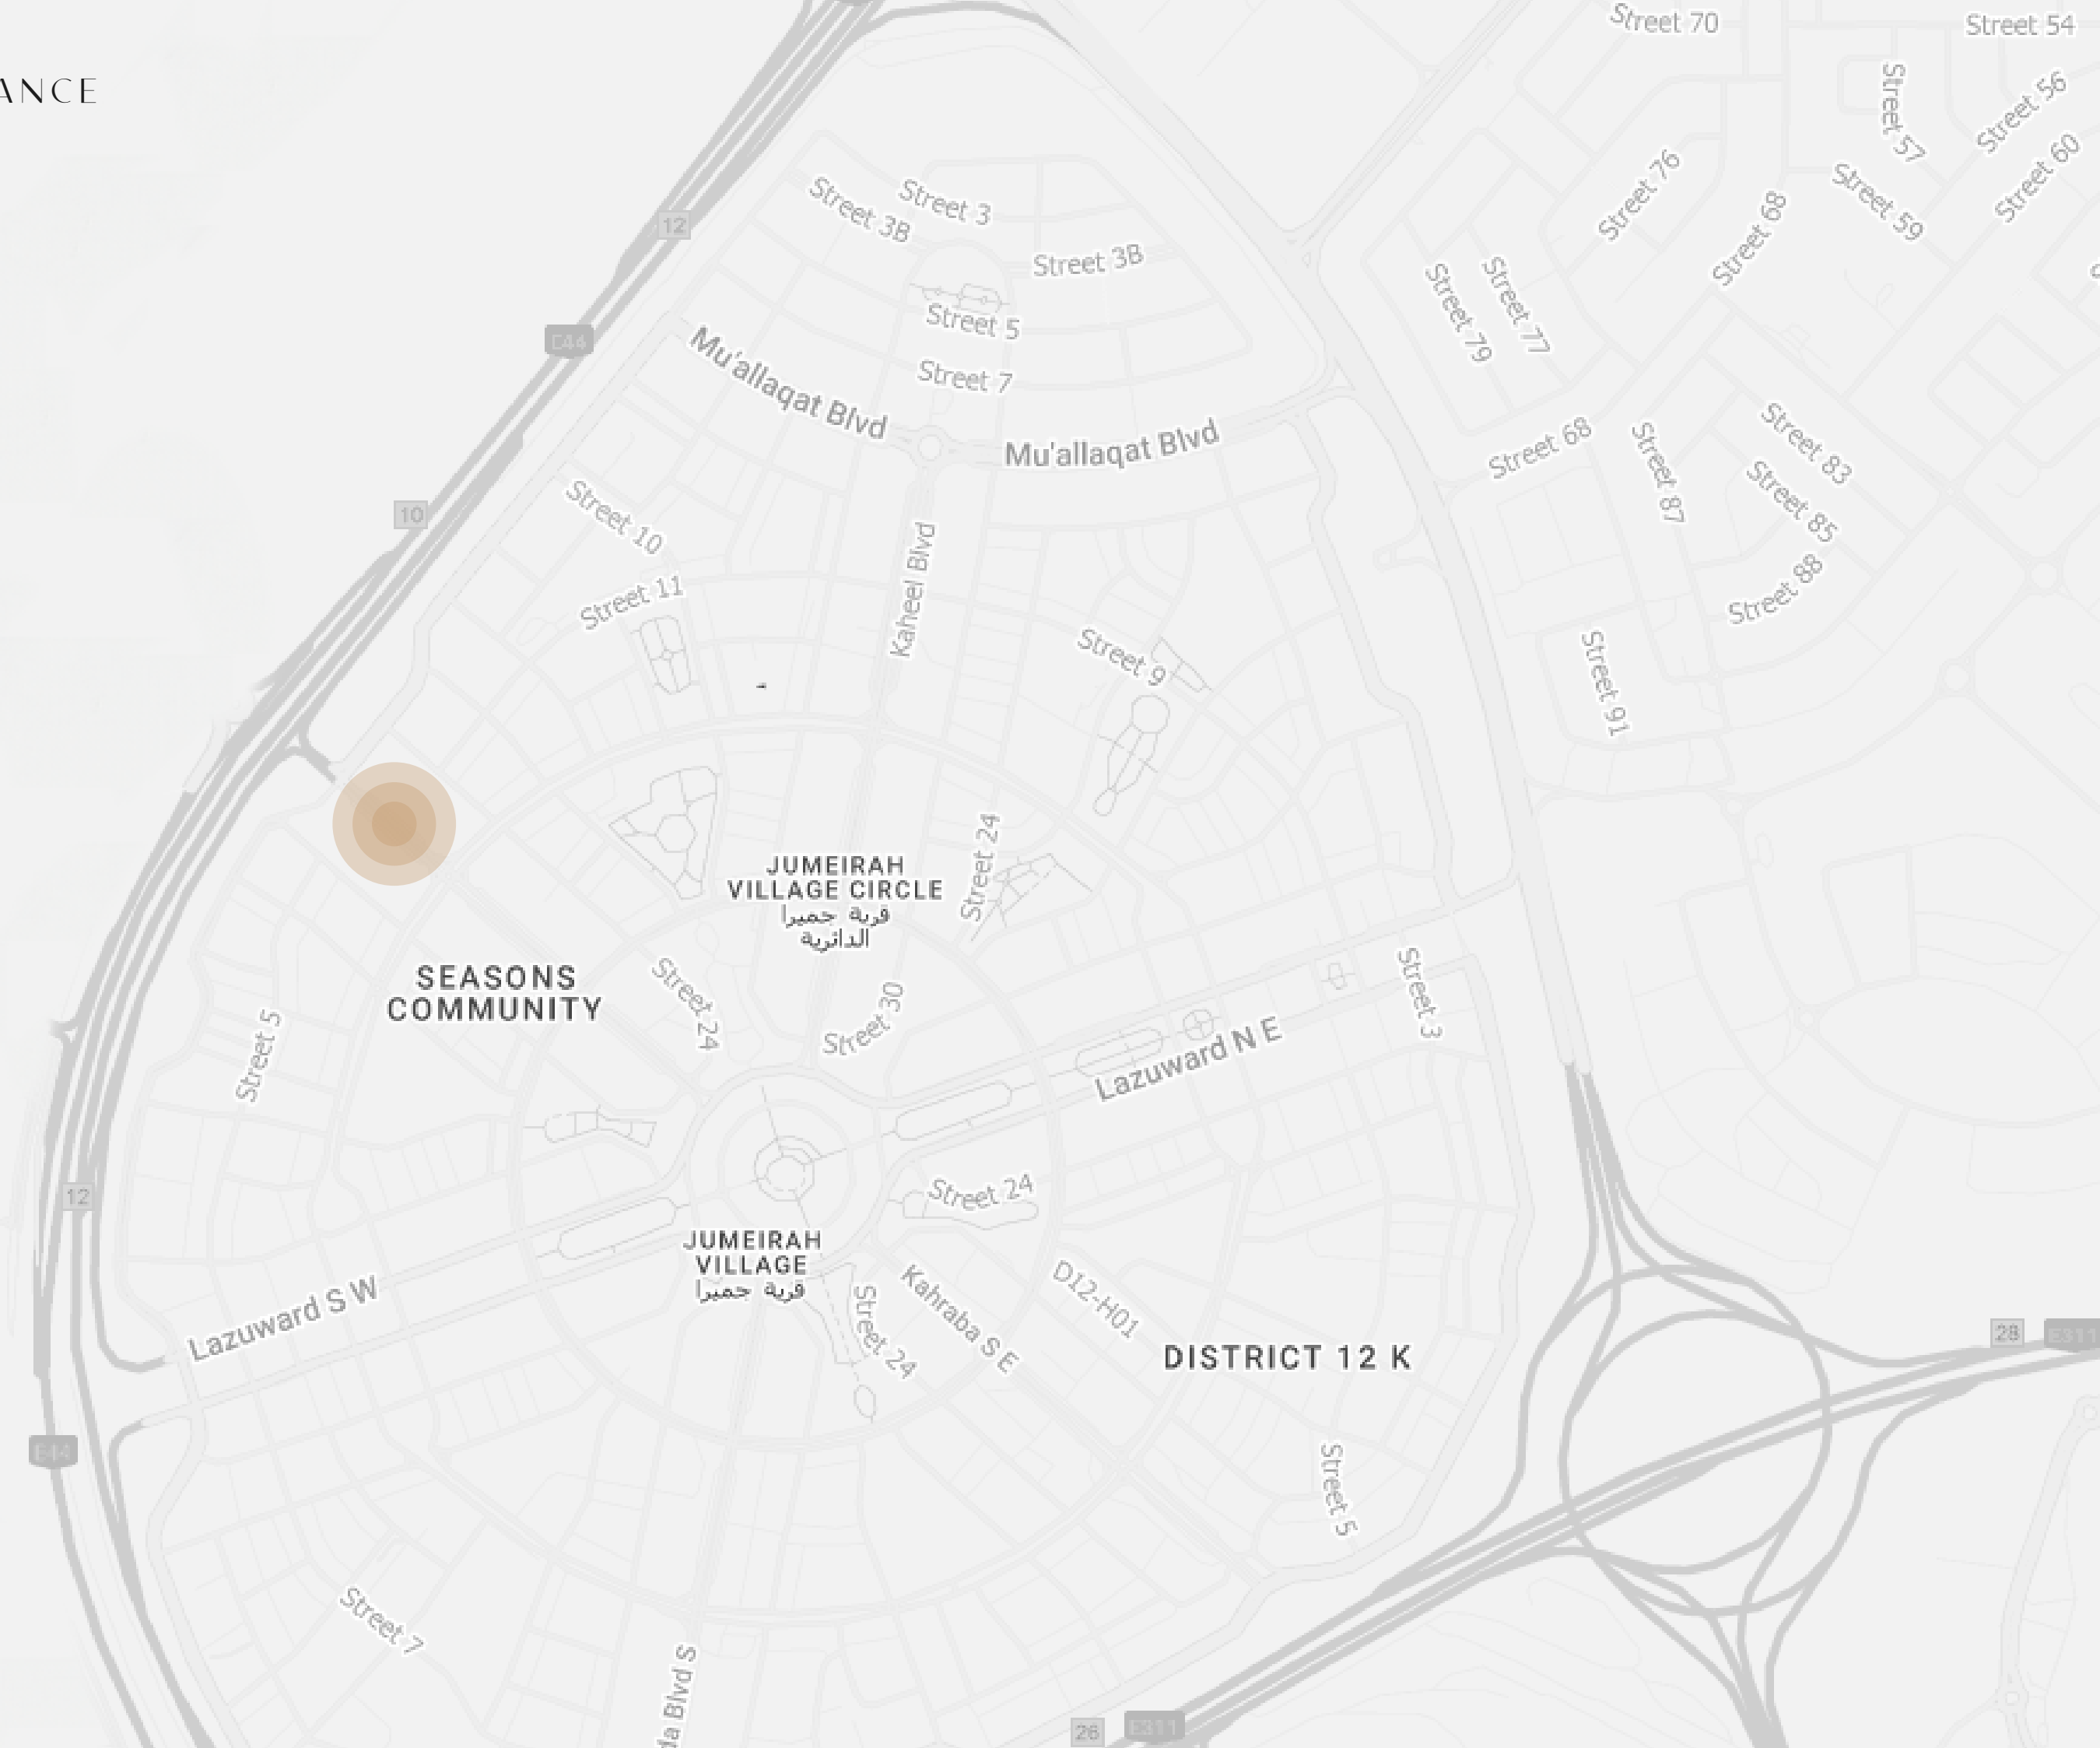 ANCE
Street 70
Street 54
Street 57
Street 56
Street 60
Street 76
Street 68
Street 59
Street 3
Street 3B
Street 3B
12
Street 5
Street 79
Street 77
E44
Mu'allaqat Blvd
Street 7
Mu'allaqat Blvd
Street 68
Street 87
Street 83
Street 85
10
Street 10
Kaheel Blvd
Street 11
Street 88
Street 9
Street 91
Street 24
JUMEIRAH
VILLAGE CIRCLE
قرية جميرا
الدائرية
SEASONS
COMMUNITY
Street 24
Street 30
Street 3
Street 5
Lazuward N E
12
Street 24
JUMEIRAH
VILLAGE
قرية جميرا
Lazuward S W
Street 24
Kahraba S E
D12-H01
DISTRICT 12 K
28
E311
E44
Street 5
Street 7
da Blvd S
26
E311